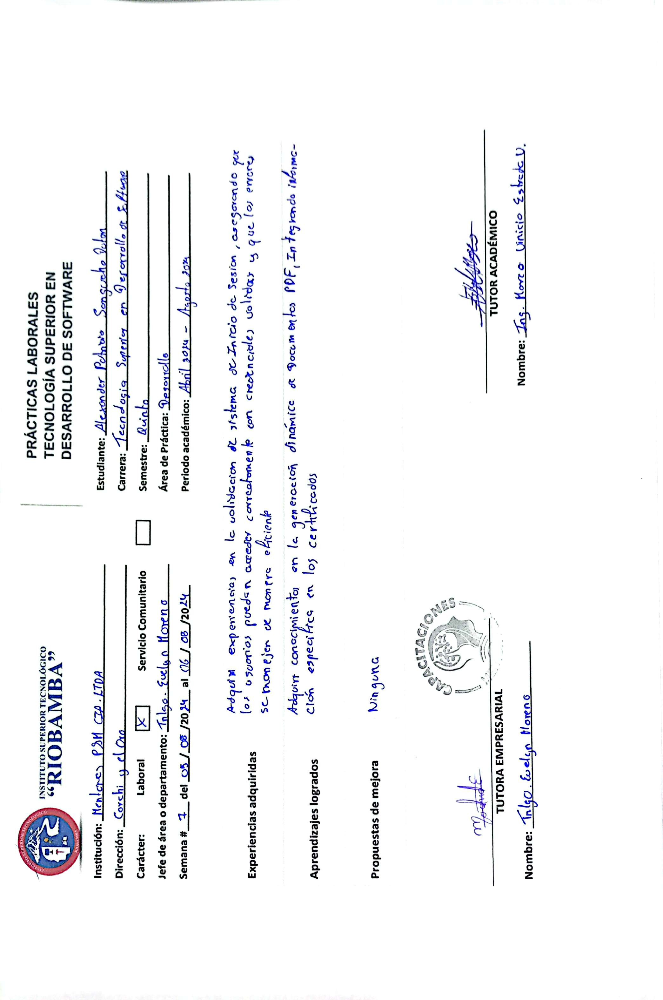 INSTITUTO SUPERIOR TECNOLÓGICO
“RIOBAMBA”
PRÁCTICAS LABORALES
TECNOLOGÍA SUPERIOR EN
DESARROLLO DE SOFTWARE
Institución: Mentores PSM CIA. LTDA
Estudiante: Alexander Patricio
Dirección: y el Oro
Carrera: Tecnologia Superior en Desarrollo de Software
Carácter: Laboral X Servicio Comunitario
Semestre: Quinto
Jefe de área o departamento: Tnlgo. Evelyn Moreno
Área de Práctica: Desarrollo
Semana # 7 del 05/08/2024 al 06/08/2024
Periodo académico: Abril 2024 - Agosto 2024
Experiencias adquiridas
Adquirí experiencias en la validacion de sistema de Inicio de Sesion, asegurando que
los usuarios puedan acceder correctamente con credenciales validas y que los errores
se manejen de manera eficiente
Aprendizajes logrados
Adquirir conocimientos en la generación dinámica de Documentos PDF, Integrando informa-
ción especifica en los certificados
Propuestas de mejora
Ninguna
CAPACITACIONES
TUTORA EMPRESARIAL
TUTOR ACADÉMICO
Nombre: Tnlgo. Evelyn Moreno
Nombre: Ing. Marco Vinicio Estrada V.